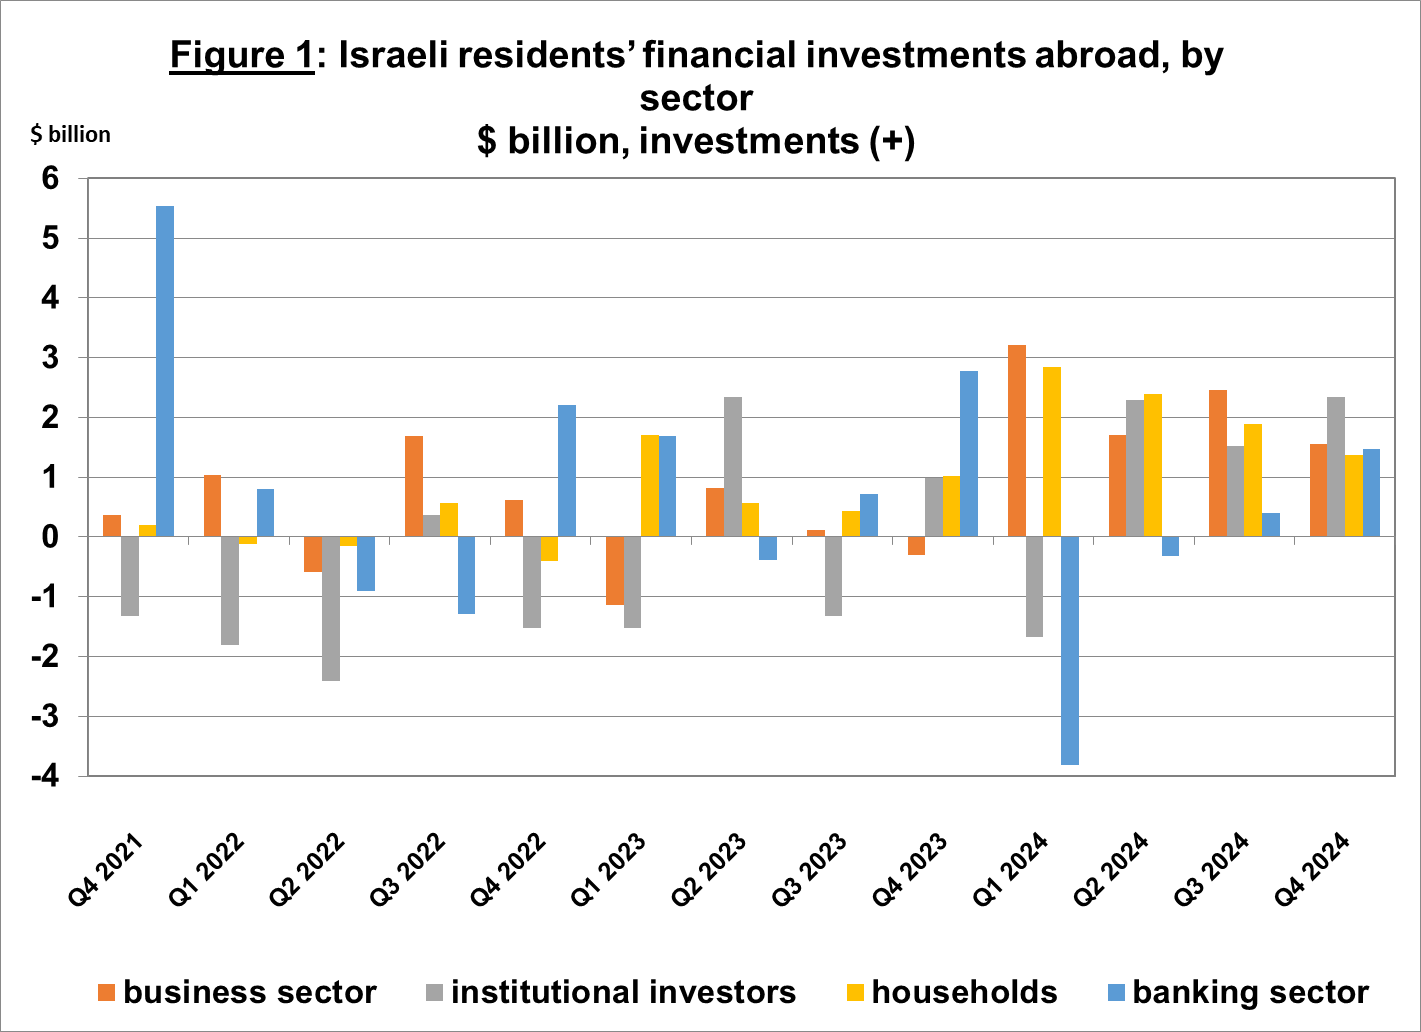 Figure 1: Israeli residents’ financial investments abroad, by
sector
$ billion, investments (+)
$ billion
6
5
4
3
2
1
0
-1
-2
-3
-4
Q4 2021
Q1 2022
Q2 2022
Q3 2022
Q4 2022
Q1 2023
Q2 2023
Q3 2023
Q4 2023
Q1 2024
Q2 2024
Q3 2024
Q4 2024
business sector
institutional investors
households
banking sector